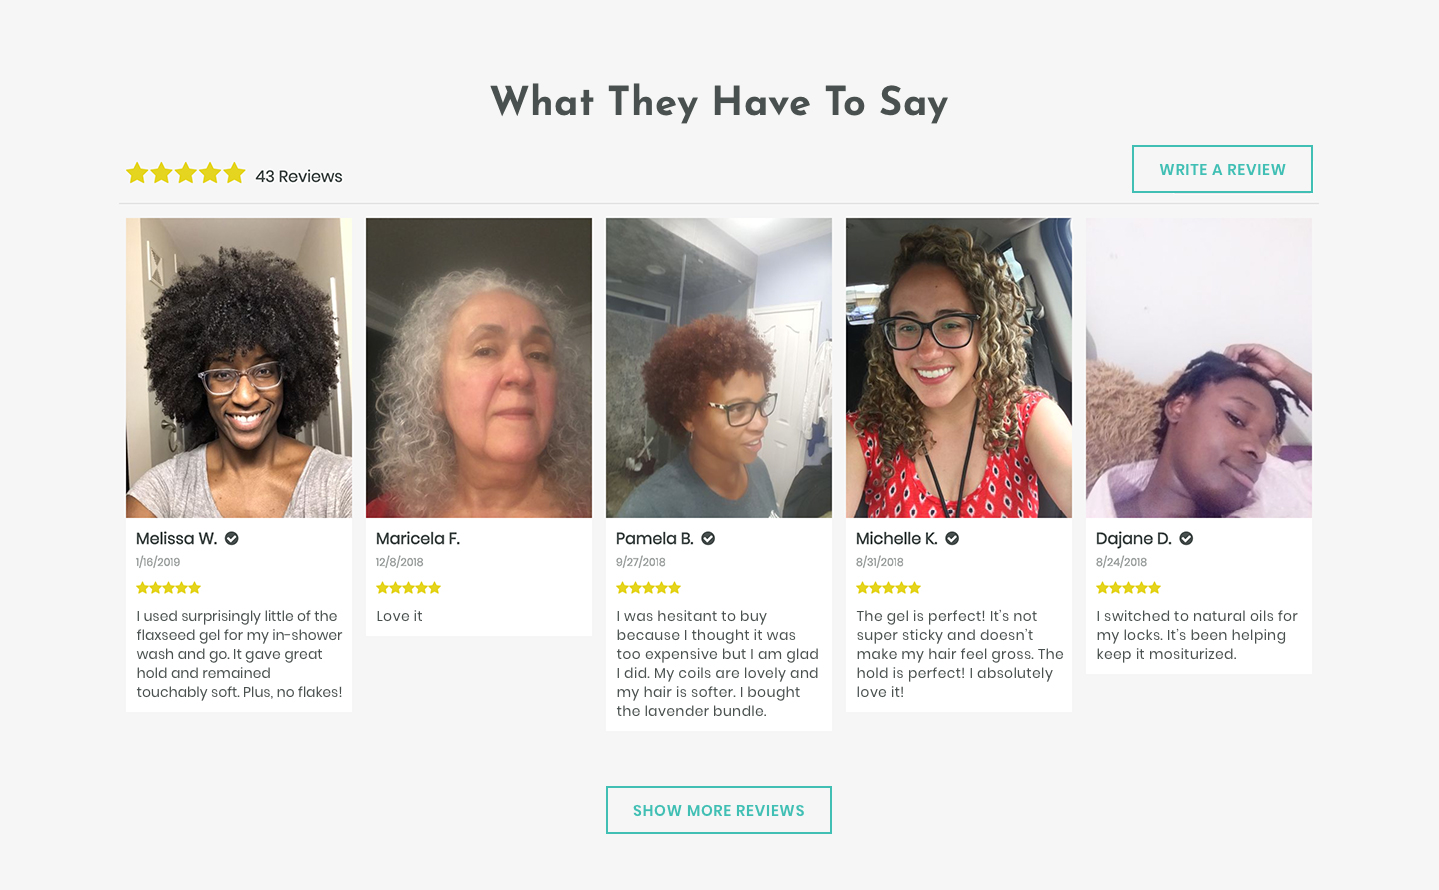 What They Have To Say
43 Reviews
WRITE A REVIEW
Melissa W.
1/16/2019
I used surprisingly little of the
flaxseed gel for my in-shower
wash and go. It gave great
hold and remained
touchably soft. Plus, no flakes!
Maricela F.
12/8/2018
Love it
Pamela B.
9/27/2018
I was hesitant to buy
because I thought it was
too expensive but I am glad
I did. My coils are lovely and
my hair is softer. I bought
the lavender bundle.
Michelle K.
8/31/2018
The gel is perfect! It's not
super sticky and doesn't
make my hair feel gross. The
hold is perfect! I absolutely
love it!
Dajane D.
8/24/2018
I switched to natural oils for
my locks. It's been helping
keep it mositurized.
SHOW MORE REVIEWS